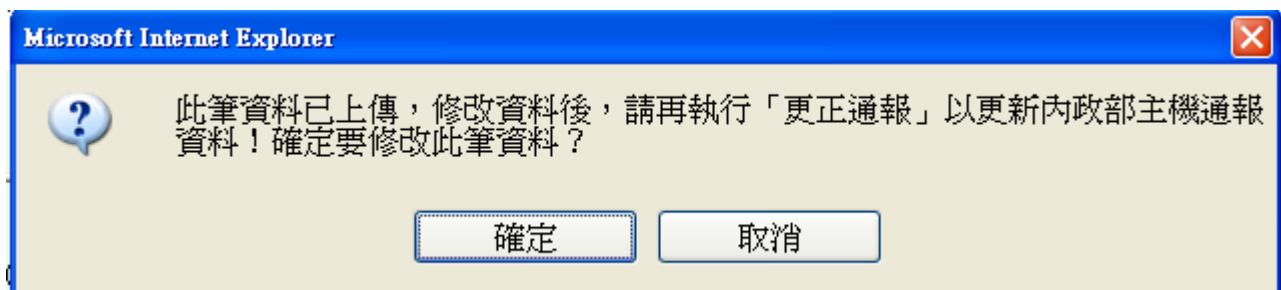 Microsoft Internet Explorer
此筆資料已上傳，修改資料後，請再執行「更正通報」以更新內政部主機通報
資料！確定要修改此筆資料？
確定
取消